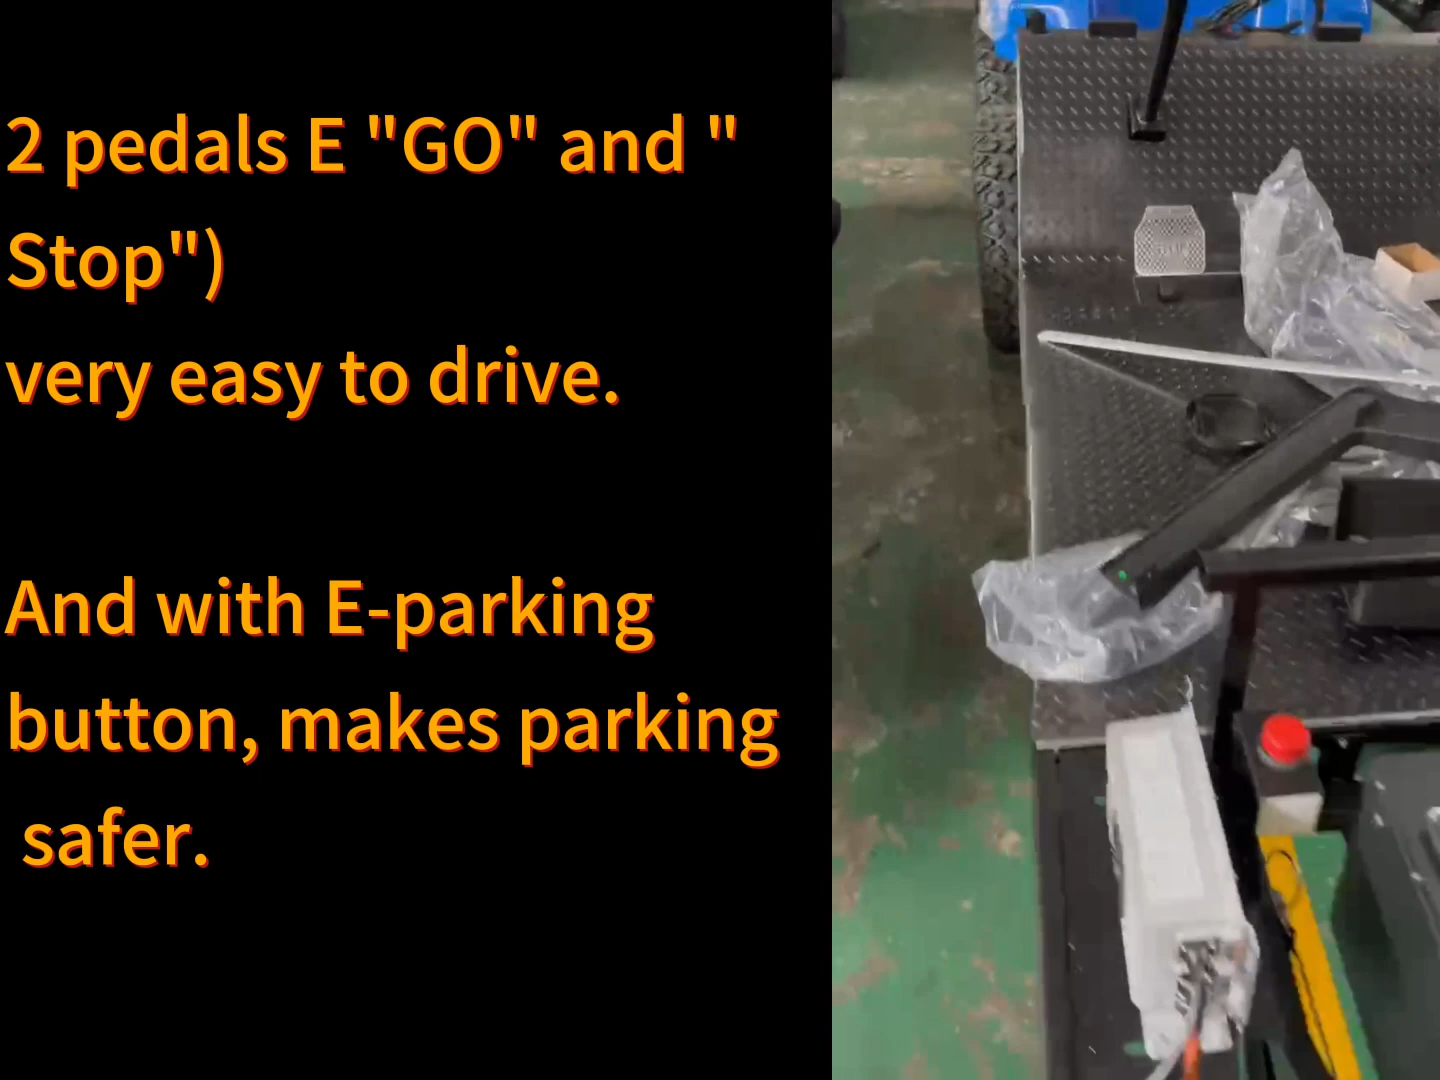 2 pedals E "GO" and "
Stop")
very easy to drive.
And with E-parking
button, makes parking
safer.